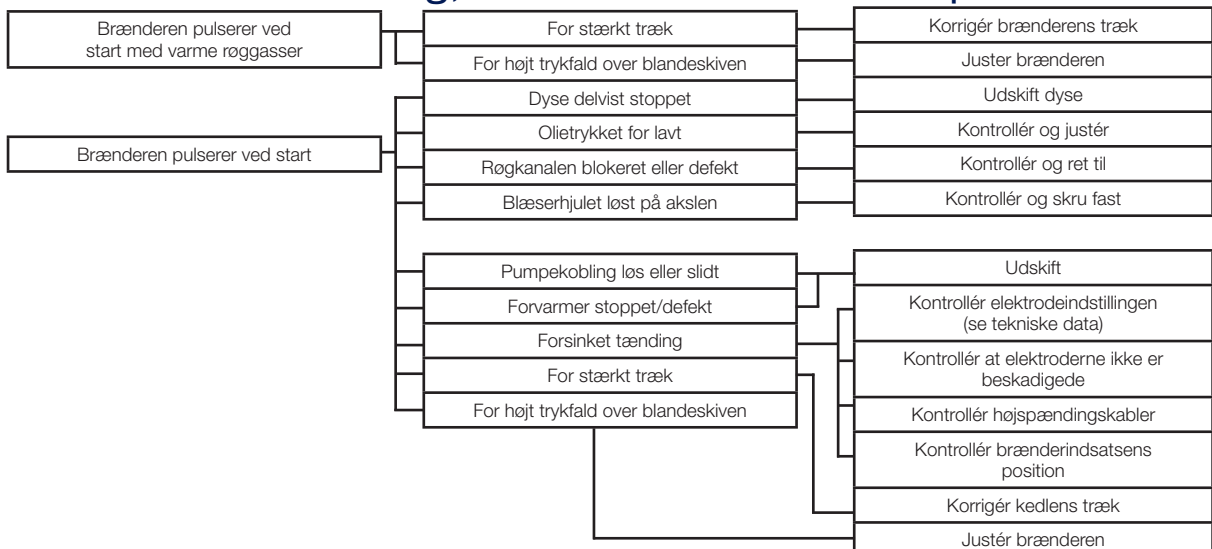 Brænderen pulserer ved
start med varme røggasser
For stærkt træk
Korrigér brænderens træk
For højt trykfald over blandeskiven
Juster brænderen
Dyse delvist stoppet
Udskift dyse
Brænderen pulserer ved start
Olietrykket for lavt
Kontrollér og justér
Røgkanalen blokeret eller defekt
Kontrollér og ret til
Blæserhjulet løst på akslen
Kontrollér og skru fast
Pumpekobling løs eller slidt
Udskift
Forvarmer stoppet/defekt
Kontrollér elektrodeindstillingen
(se tekniske data)
Forsinket tænding
Kontrollér at elektroderne ikke er
beskadigede
For stærkt træk
Kontrollér højspændingskabler
For højt trykfald over blandeskiven
Kontrollér brænderindsatsens
position
Korrigér kedlens træk
Justér brænderen